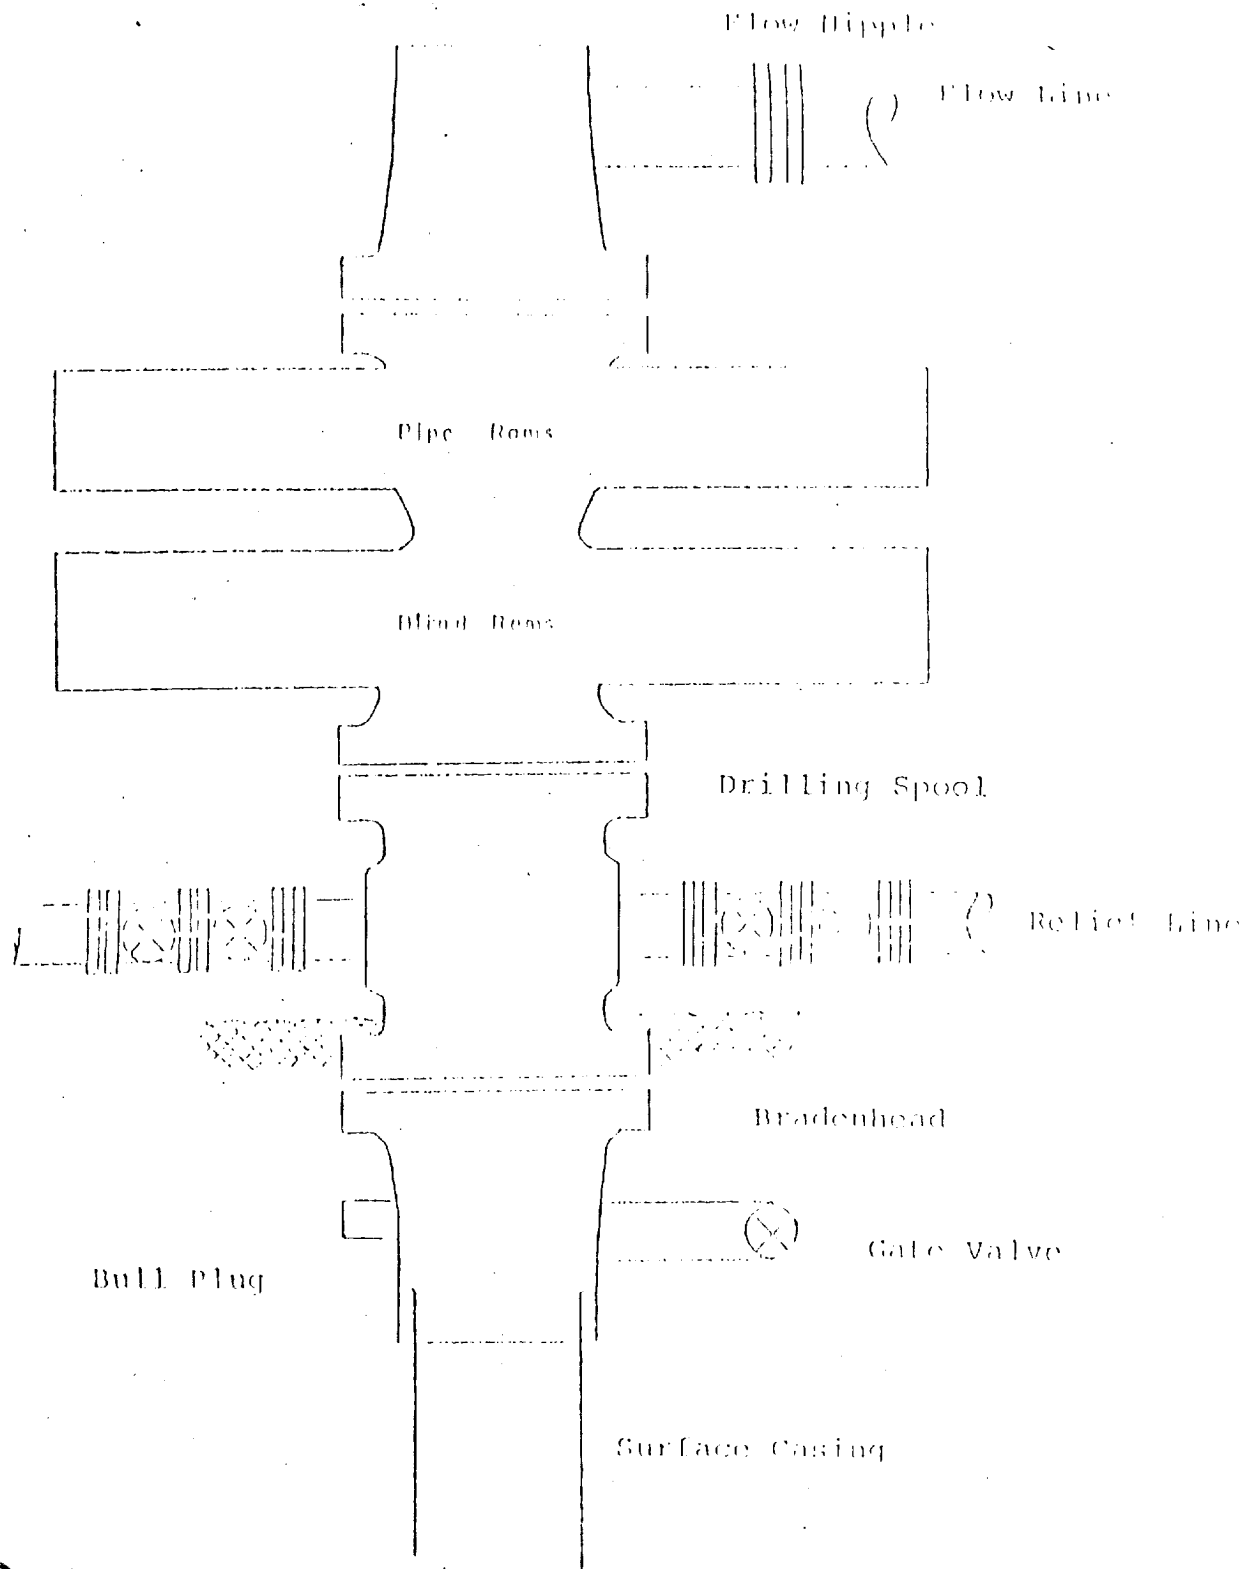 Flow Nipple
Flow Line
Pipe Rams
Blind Rams
Drilling Spool
Relief Line
Bradenhead
Gate Valve
Bull Plug
Surface Casing